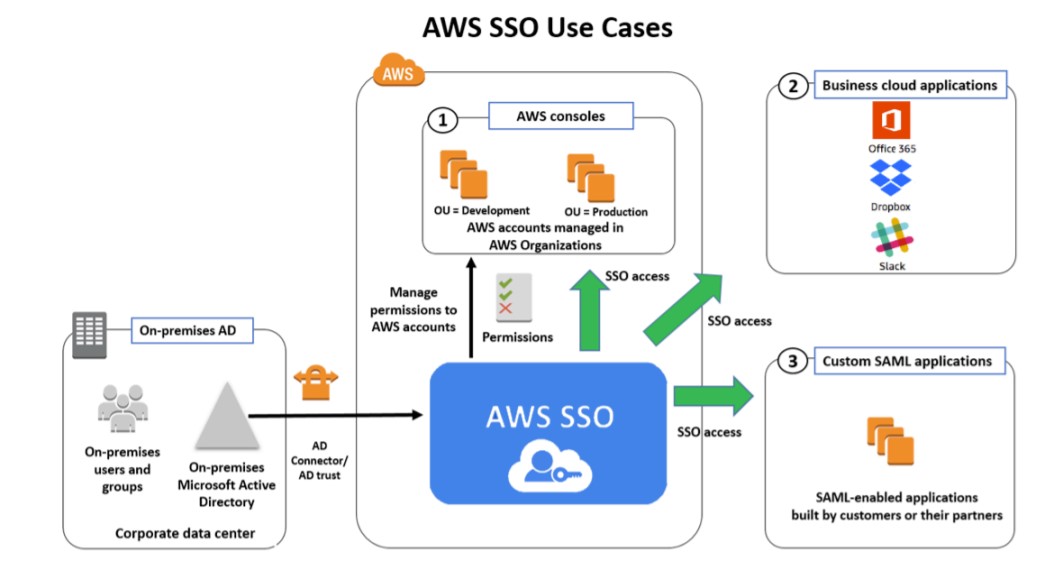 AWS SSO Use Cases
AWS
1
AWS consoles
OU = Development
OU = Production
AWS accounts managed in
AWS Organizations
Manage
permissions to
AWS accounts
Permissions
SSO access
SSO access
SSO access
AWS SSO
On-premises AD
On-premises
users and
groups
On-premises
Microsoft Active
Directory
Corporate data center
AD
Connector/
AD trust
2
Business cloud applications
Office 365
Dropbox
Slack
3
Custom SAML applications
SAML-enabled applications
built by customers or their partners